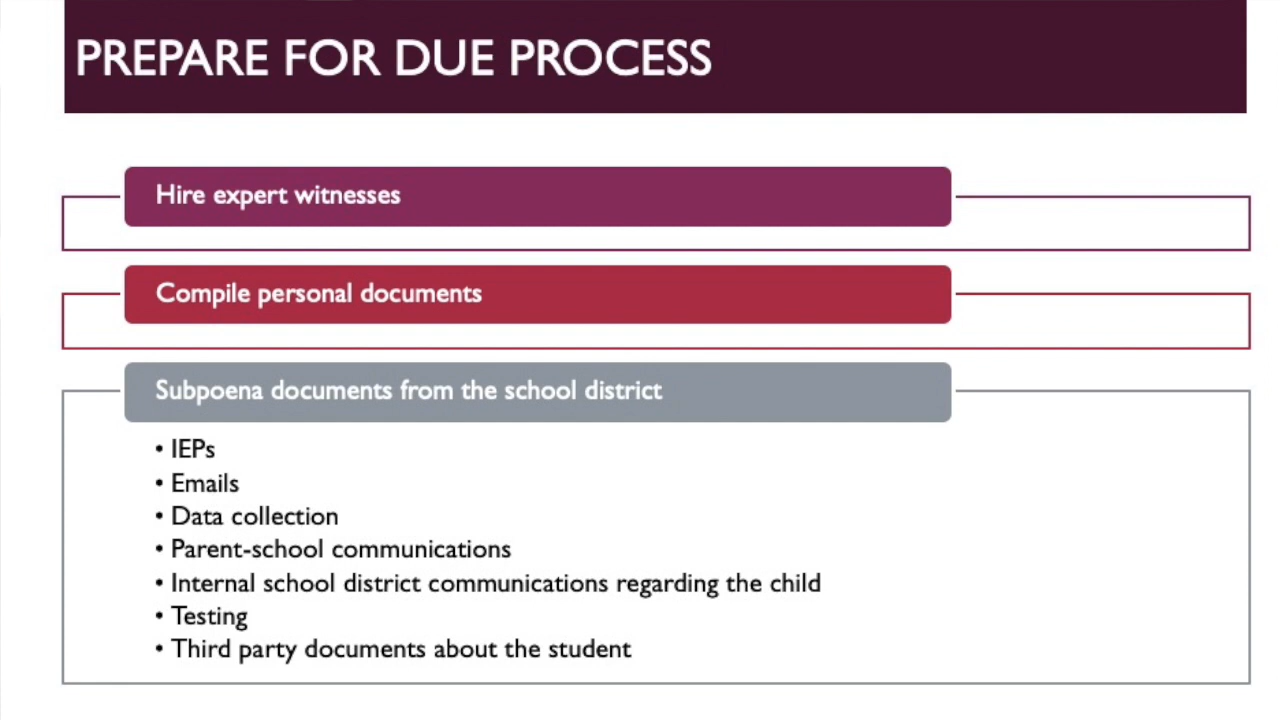 PREPARE FOR DUE PROCESS
Hire expert witnesses
Compile personal documents
Subpoena documents from the school district
• IEPs
• Emails
• Data collection
• Parent-school communications
• Internal school district communications regarding the child
• Testing
• Third party documents about the student